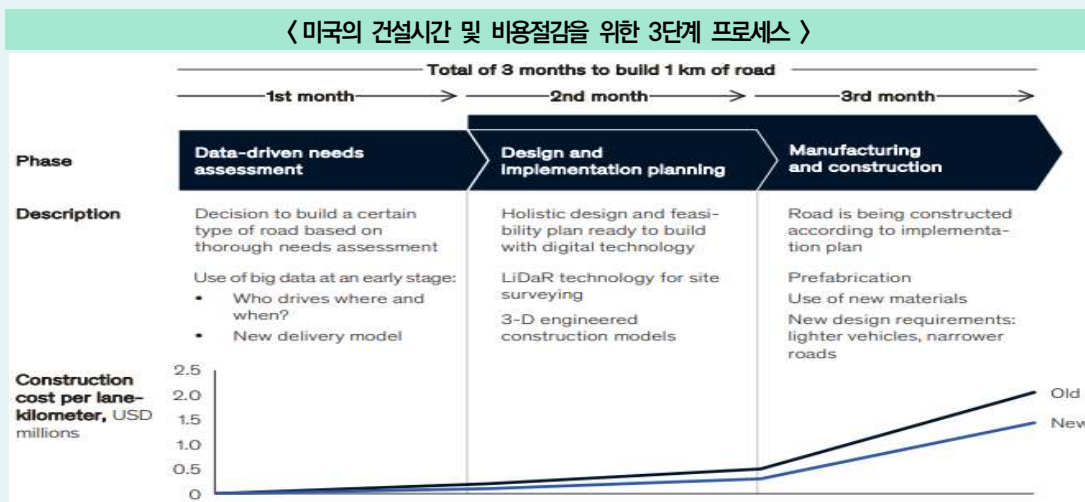 < 미국의 건설시간 및 비용절감을 위한 3단계 프로세스 >
Total of 3 months to build 1 km of road
1st month
2nd month
3rd month
Phase
Data-driven needs
assessment
Design and
implementation planning
Manufacturing
and construction
Description
Decision to build a certain
type of road based on
thorough needs assessment
Use of big data at an early stage:
• Who drives where and
when?
• New delivery model
Holistic design and feasi-
bility plan ready to build
with digital technology
LiDaR technology for site
surveying
3-D engineered
construction models
Road is being constructed
according to implementa-
tion plan
Prefabrication
Use of new materials
New design requirements:
lighter vehicles, narrower
roads
Construction
cost per lane-
kilometer, USD
millions
2.5
2.0
1.5
1.0
0.5
0
Old
New